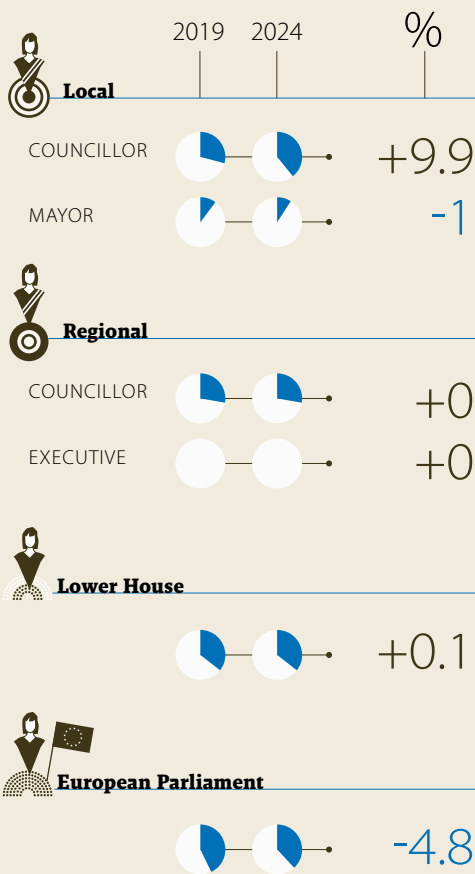 2019 2024 %
Local
COUNCILLOR +9.9
MAYOR -1
Regional
COUNCILLOR +0
EXECUTIVE +0
Lower House
+0.1
European Parliament
-4.8